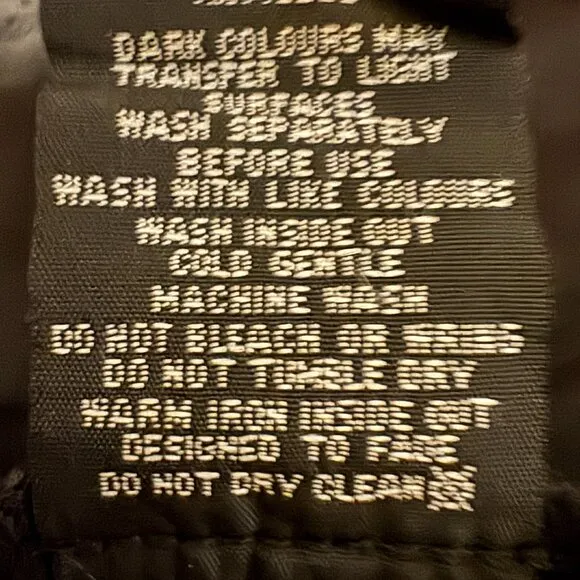 DARK COLOURS MAY
TRANSFER TO LIGHT
SURFACES
WASH SEPARATELY
BEFORE USE
WASH WITH LIKE COLOURS
WASH INSIDE OUT
COLD GENTLE
MACHINE WASH
DO NOT BLEACH OR
DO NOT TUMBLE DRY
WARM IRON INSIDE OUT
DESIGNED TO FADE
DO NOT DRY CLEAN